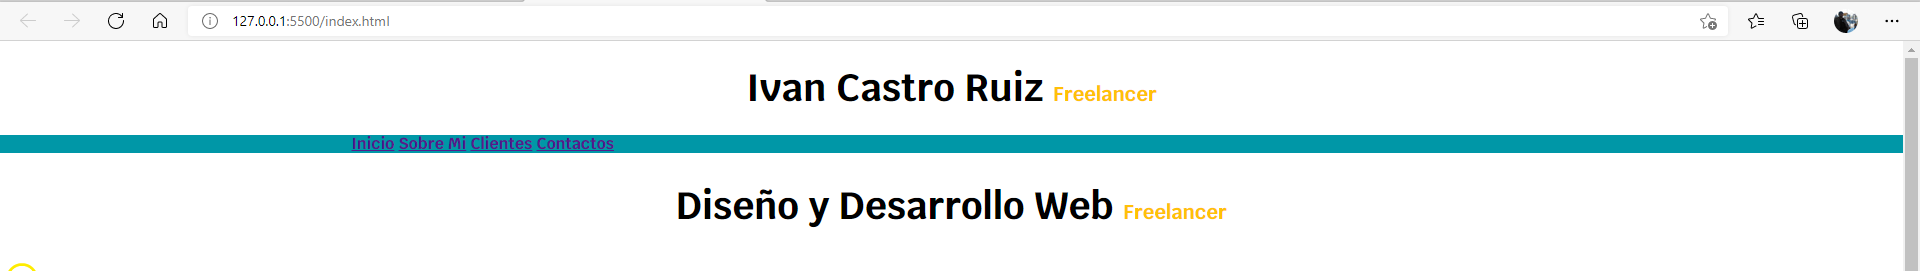 127.0.0.1:5500/index.html
Ivan Castro Ruiz Freelancer
Inicio Sobre Mi Clientes Contactos
Diseño y Desarrollo Web Freelancer